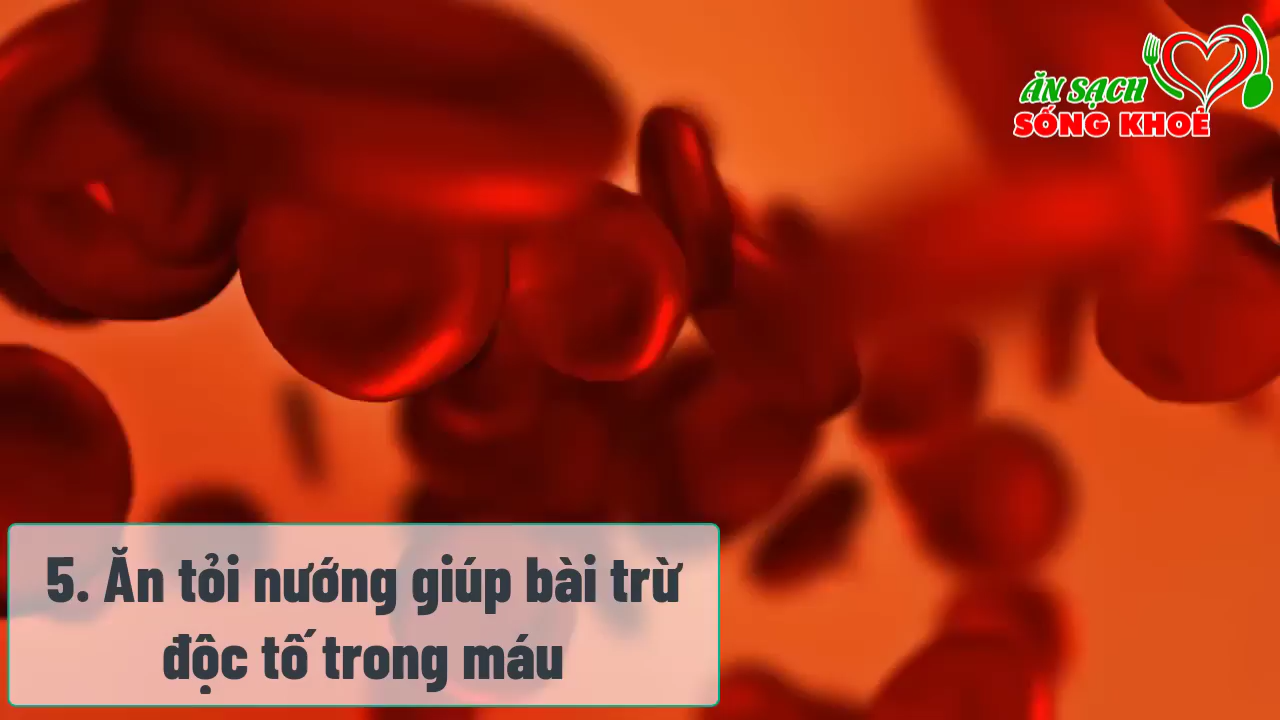 ĂN SẠCH
SỐNG KHOẺ
5. Ăn tỏi nướng giúp bài trừ
độc tố trong máu